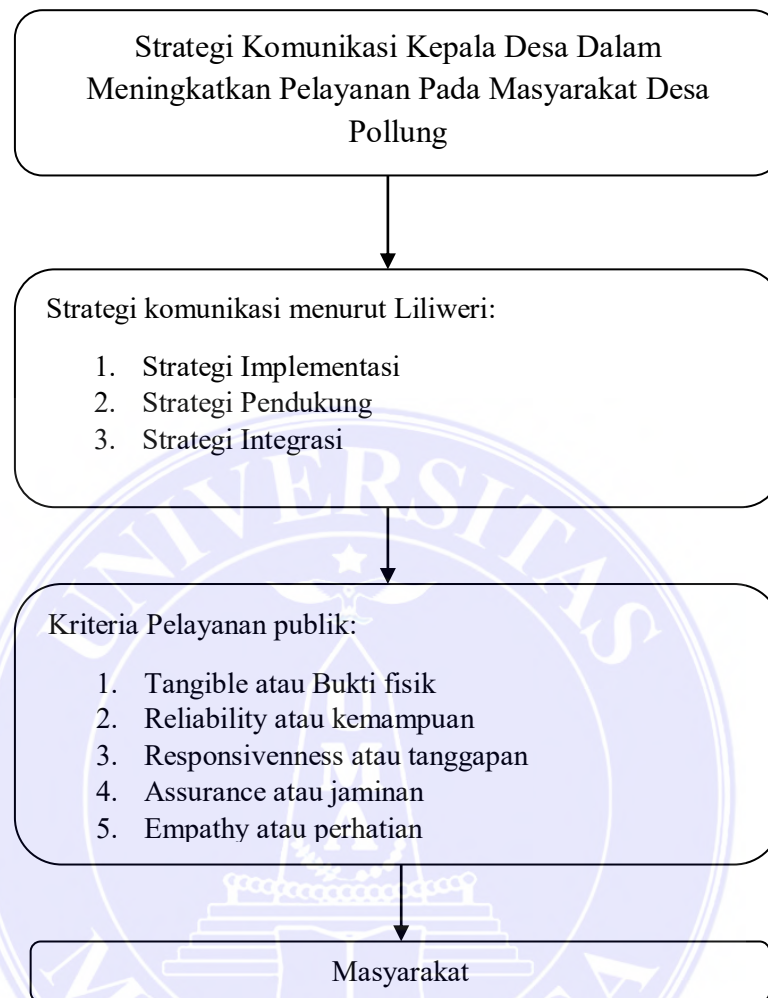 Strategi Komunikasi Kepala Desa Dalam
Meningkatkan Pelayanan Pada Masyarakat Desa
Pollung
Strategi komunikasi menurut Liliweri:
1. Strategi Implementasi
2. Strategi Pendukung
3. Strategi Integrasi
UNIVERSITAS
Kriteria Pelayanan publik:
1. Tangible atau Bukti fisik
2. Reliability atau kemampuan
3. Responsivenness atau tanggapan
4. Assurance atau jaminan
5. Empathy atau perhatian
UMA
Masyarakat